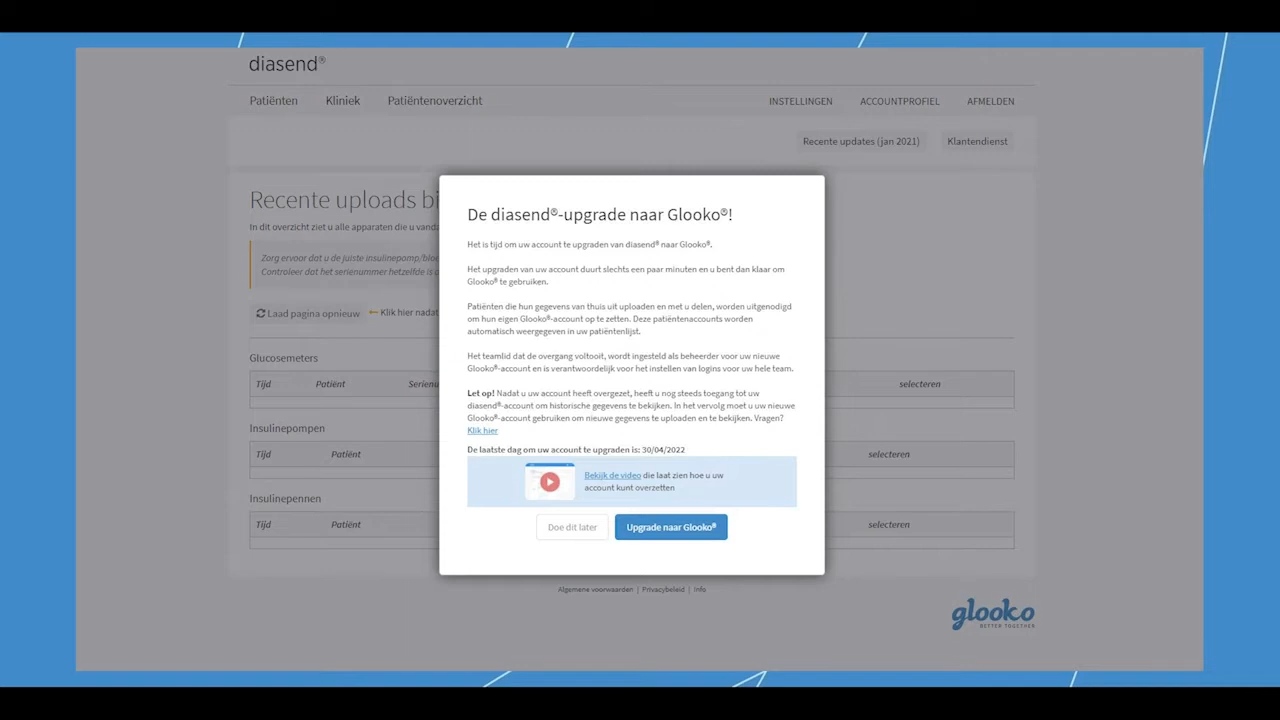 diasend®
Patiënten Kliniek Patiëntenoverzicht INSTELLINGEN ACCOUNTPROFIEL AFMELDEN
Recente updates (jan 2021) Klantendienst
Recente uploads bi
In dit overzicht ziet u alle apparaten die u
Zorg ervoor dat u de juiste
Controleer dat het serienummer hetzelfde is
Laad pagina opnieuw Klik hier nadat
Glucosemeters
Tijd Patiënt selecteren
Insulinepompen
Tijd Patiënt selecteren
Insulinepennen
Tijd Patiënt selecteren
De diasend®-upgrade naar Glooko®!
Het is tijd om uw account te upgraden van diasend® naar Glooko®.
Het upgraden van uw account duurt slechts een paar minuten en u bent dan klaar om
Glooko® te gebruiken.
Patiënten die hun gegevens van thuis uit uploaden en met u delen, worden uitgenodigd
om hun eigen Glooko®-account op te zetten. Deze patiëntenaccounts worden
automatisch weergegeven in uw patiëntenlijst.
Het teamlid dat de overgang voltooit, wordt ingesteld als beheerder voor uw nieuwe
Glooko®-account en is verantwoordelijk voor het instellen van logins voor uw hele team.
Let op! Nadat u uw account heeft overgezet, heeft u nog steeds toegang tot uw
diasend®-account om historische gegevens te bekijken. In het vervolg moet u uw nieuwe
Glooko®-account gebruiken om nieuwe gegevens te uploaden en te bekijken. Vragen?
Klik hier
De laatste dag om uw account te upgraden is: 30/04/2022
Bekijk de video die laat zien hoe u uw
account kunt overzetten
Doe dit later Upgrade naar Glooko®
Algemene voorwaarden | Privacybeleid | Info
glooko
BETTER TOGETHER